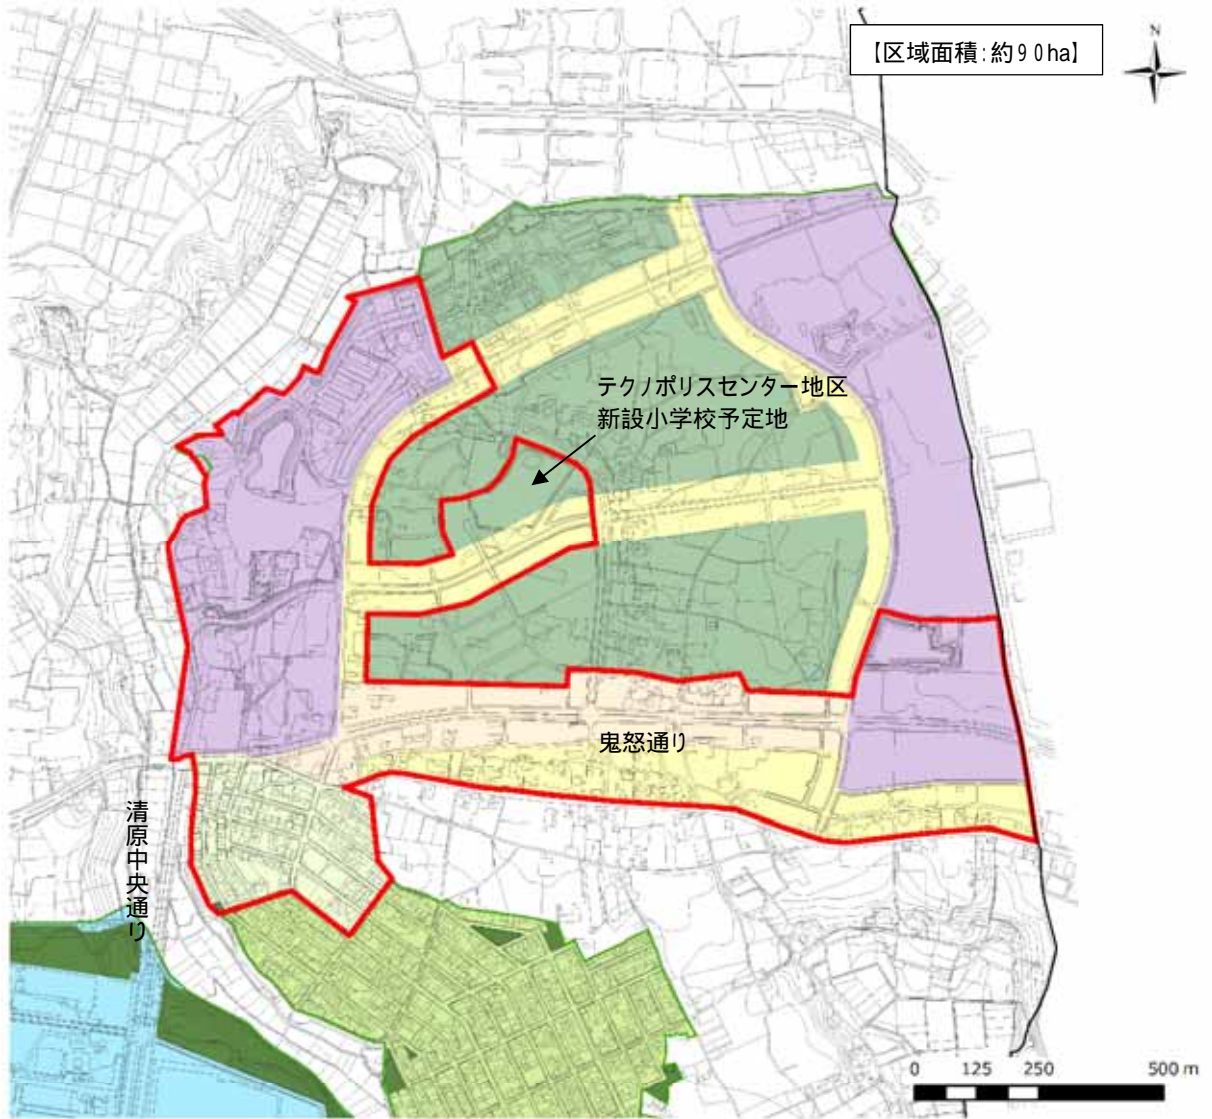 【区域面積:約90ha】
N
テクノポリスセンター地区
新設小学校予定地
鬼怒通り
清原中央通り
0 125 250 500 m